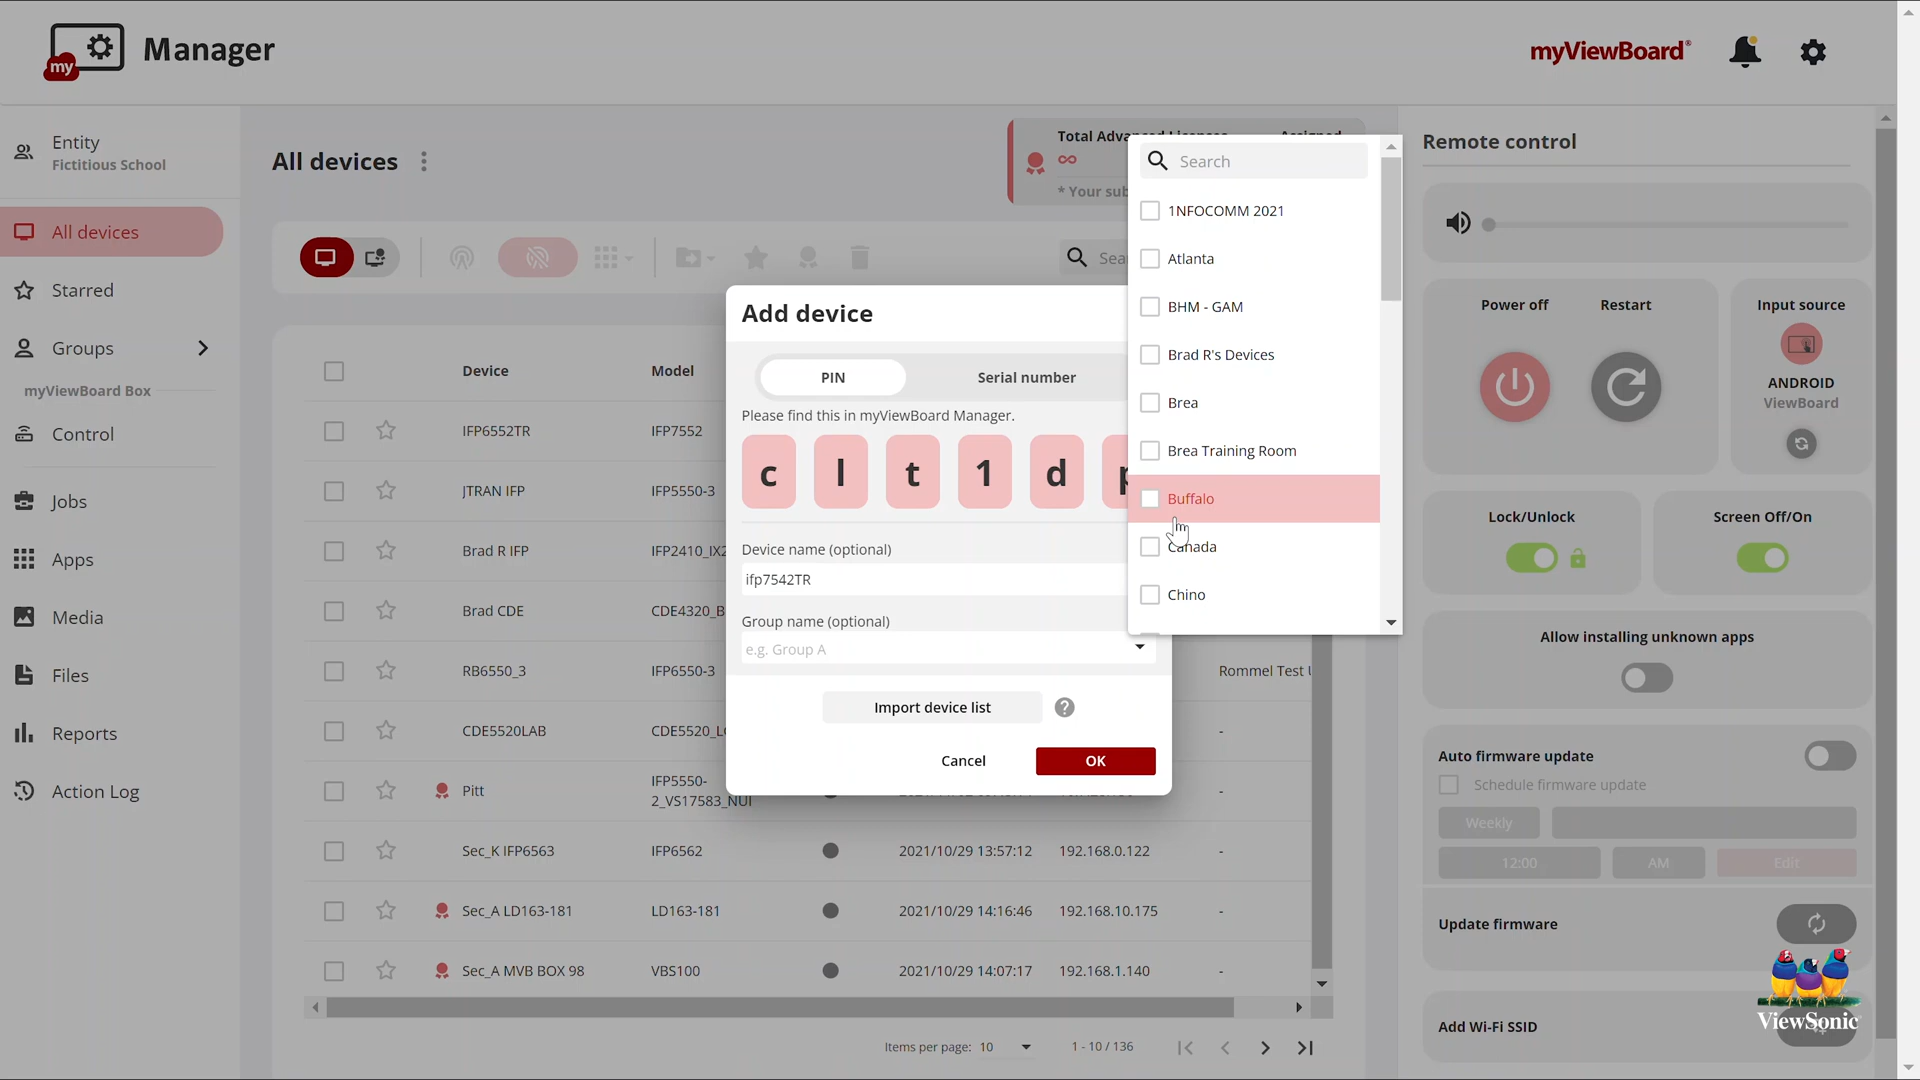 my
Manager
myViewBoard®
Entity
Fictitious School
All devices
Starred
Groups
myViewBoard Box
Control
Jobs
Apps
Media
Files
Reports
Action Log
All devices
Total Advanced Licenses Assigned
∞
* Your sub
Sea
Device Model
IFP6552TR IFP7552
JTRAN IFP IFP5550-3
Brad R IFP IFP2410_IX2
Brad CDE CDE4320_B
RB6550_3 IFP6550-3 Rommel Test
CDE5520LAB -
Pitt IFP5550-
2_VS17583_NUI -
Sec_K IFP6563 IFP6562 2021/10/29 13:57:12 192.168.0.122 -
Sec_A LD163-181 LD163-181 2021/10/29 14:16:46 192.168.10.175 -
Sec_A MVB BOX 98 VBS100 2021/10/29 14:07:17 192.168.1.140 -
Items per page: 10 1 - 10 / 136
Add device
PIN Serial number
Please find this in myViewBoard Manager.
c l t 1 d p
Device name (optional)
ifp7542TR
Group name (optional)
e.g. Group A
Import device list ?
Cancel OK
Search
1NFOCOMM 2021
Atlanta
BHM - GAM
Brad R's Devices
Brea
Brea Training Room
Buffalo
Canada
Chino
Remote control
Power off Restart Input source
ANDROID
ViewBoard
Lock/Unlock Screen Off/On
Allow installing unknown apps
Auto firmware update
Schedule firmware update
Weekly
12:00 AM Edit
Update firmware
Add Wi-Fi SSID
ViewSonic